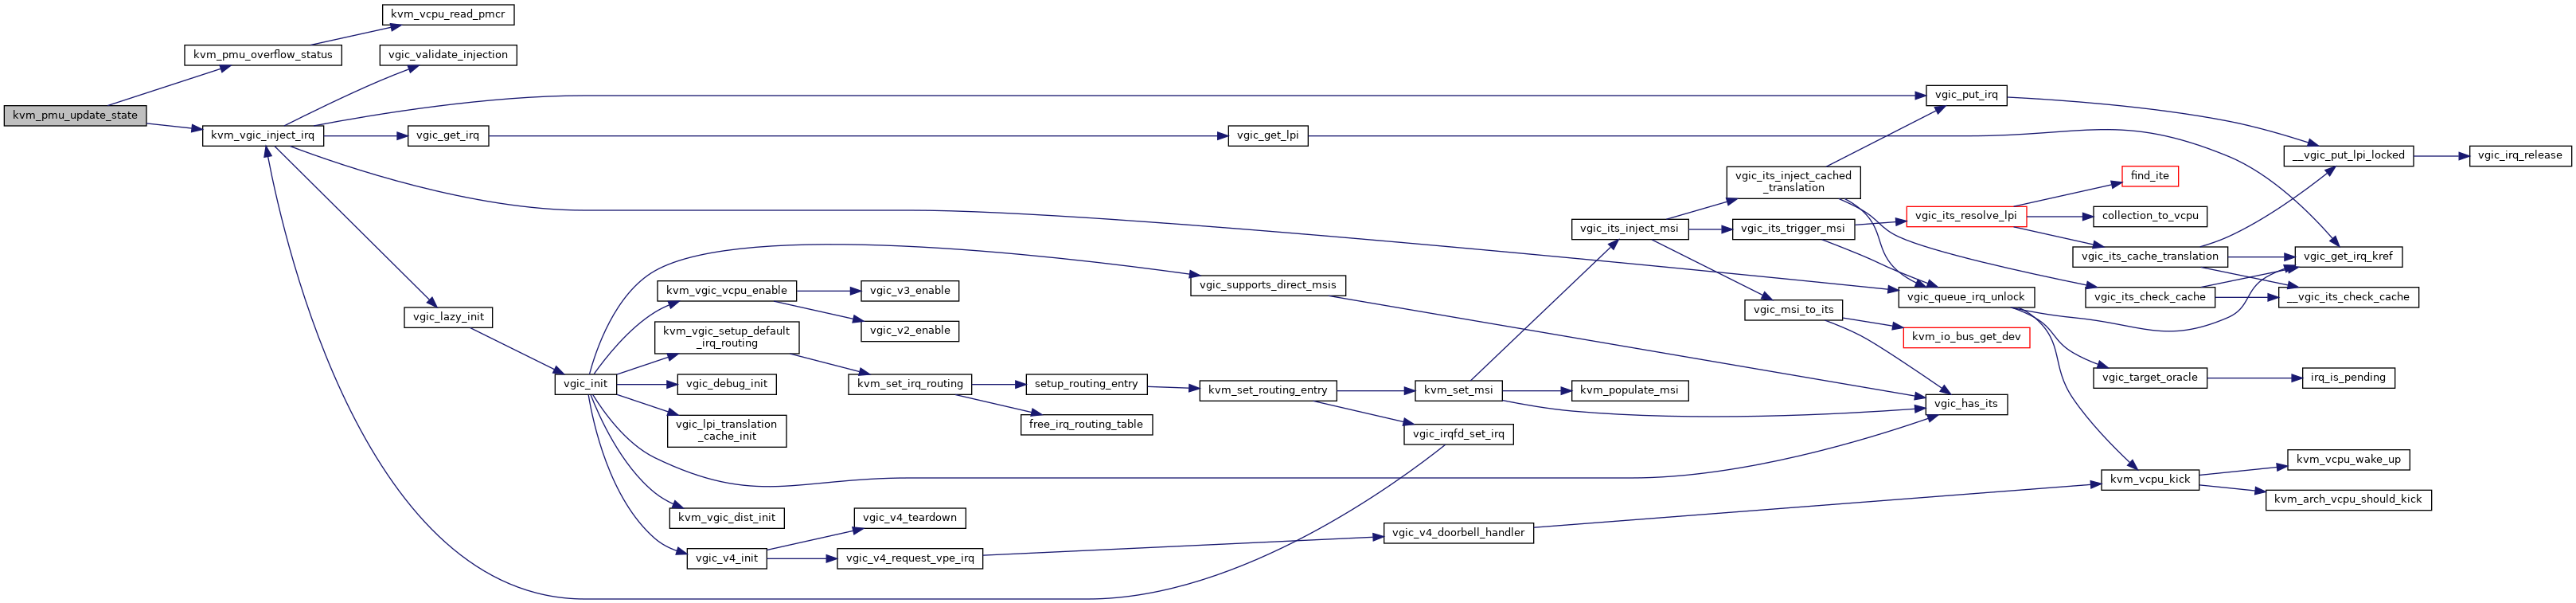 kvm_pmu_update_state
kvm_pmu_overflow_status
kvm_vcpu_read_pmcr
kvm_vgic_inject_irq
vgic_validate_injection
vgic_get_irq
vgic_lazy_init
vgic_init
kvm_vgic_vcpu_enable
vgic_v3_enable
vgic_v2_enable
kvm_vgic_setup_default
_irq_routing
vgic_debug_init
vgic_lpi_translation
_cache_init
kvm_vgic_dist_init
vgic_v4_init
vgic_v4_teardown
vgic_v4_request_vpe_irq
kvm_set_irq_routing
setup_routing_entry
free_irq_routing_table
vgic_get_lpi
vgic_supports_direct_msis
kvm_set_routing_entry
vgic_v4_doorbell_handler
kvm_set_msi
vgic_irqfd_set_irq
vgic_its_inject_msi
kvm_populate_msi
vgic_its_inject_cached
_translation
vgic_its_trigger_msi
vgic_msi_to_its
vgic_put_irq
vgic_its_resolve_lpi
vgic_queue_irq_unlock
kvm_io_bus_get_dev
vgic_has_its
find_ite
collection_to_vcpu
vgic_its_cache_translation
vgic_its_check_cache
vgic_target_oracle
kvm_vcpu_kick
__vgic_put_lpi_locked
vgic_get_irq_kref
__vgic_its_check_cache
irq_is_pending
kvm_vcpu_wake_up
kvm_arch_vcpu_should_kick
vgic_irq_release